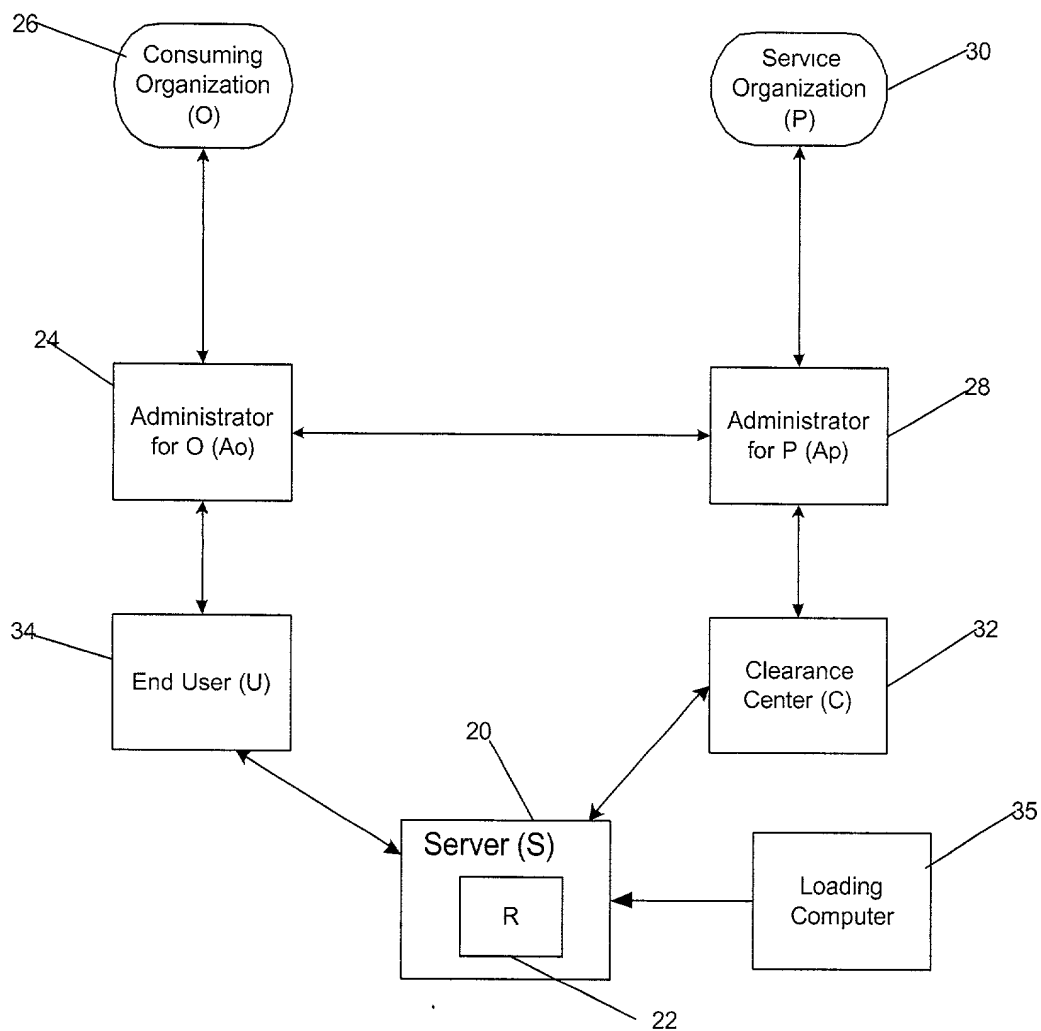 26
Consuming
Organization
(O)
Service
Organization
(P)
30
24
Administrator
for O (Ao)
Administrator
for P (Ap)
28
34
End User (U)
Clearance
Center (C)
32
20
Server (S)
R
22
Loading
Computer
35